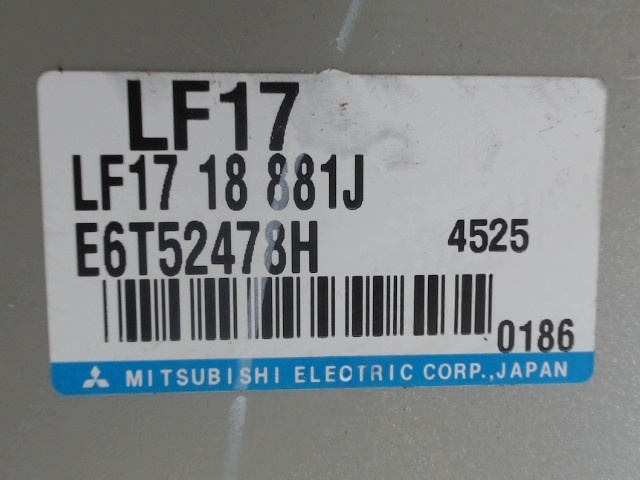 LF17
LF17 18 881J
E6T52478H 4525
0186
MITSUBISHI ELECTRIC CORP.,JAPAN